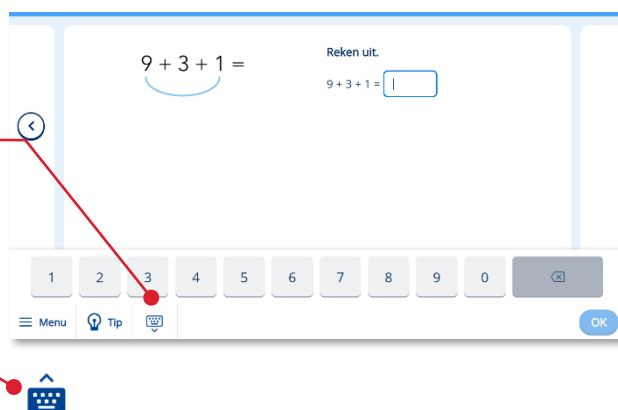 9 + 3 + 1 =
Reken uit.
9 + 3 + 1 =
1 2 3 4 5 6 7 8 9 0
Menu Tip
OK